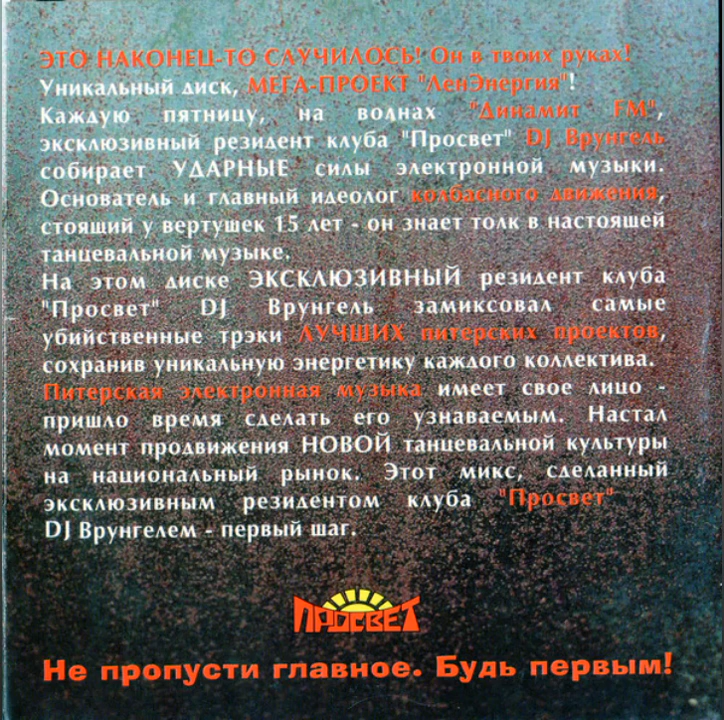 ЭТО НАКОНЕЦ-ТО СЛУЧИЛОСЬ! Он в твоих руках!
Уникальный диск, МЕГА-ПРОЕКТ "ЛенЭнергия"!
Каждую пятницу, на волнах "Динамит FM",
эксклюзивный резидент клуба "Просвет" DJ Врунгель
собирает УДАРНЫЕ силы электронной музыки.
Основатель и главный идеолог колбасного движения,
стоящий у вертушек 15 лет - он знает толк в настоящей
танцевальной музыке.
На этом диске ЭКСКЛЮЗИВНЫЙ резидент клуба
"Просвет" DJ Врунгель замиксовал самые
убийственные трэки ЛУЧШИХ питерских проектов,
сохранив уникальную энергетику каждого коллектива.
Питерская электронная музыка имеет свое лицо -
пришло время сделать его узнаваемым. Настал
момент продвижения НОВОЙ танцевальной культуры
на национальный рынок. Этот микс, сделанный
эксклюзивным резидентом клуба "Просвет"
DJ Врунгелем - первый шаг.
ПРОСВЕТ
Не пропусти главное. Будь первым!